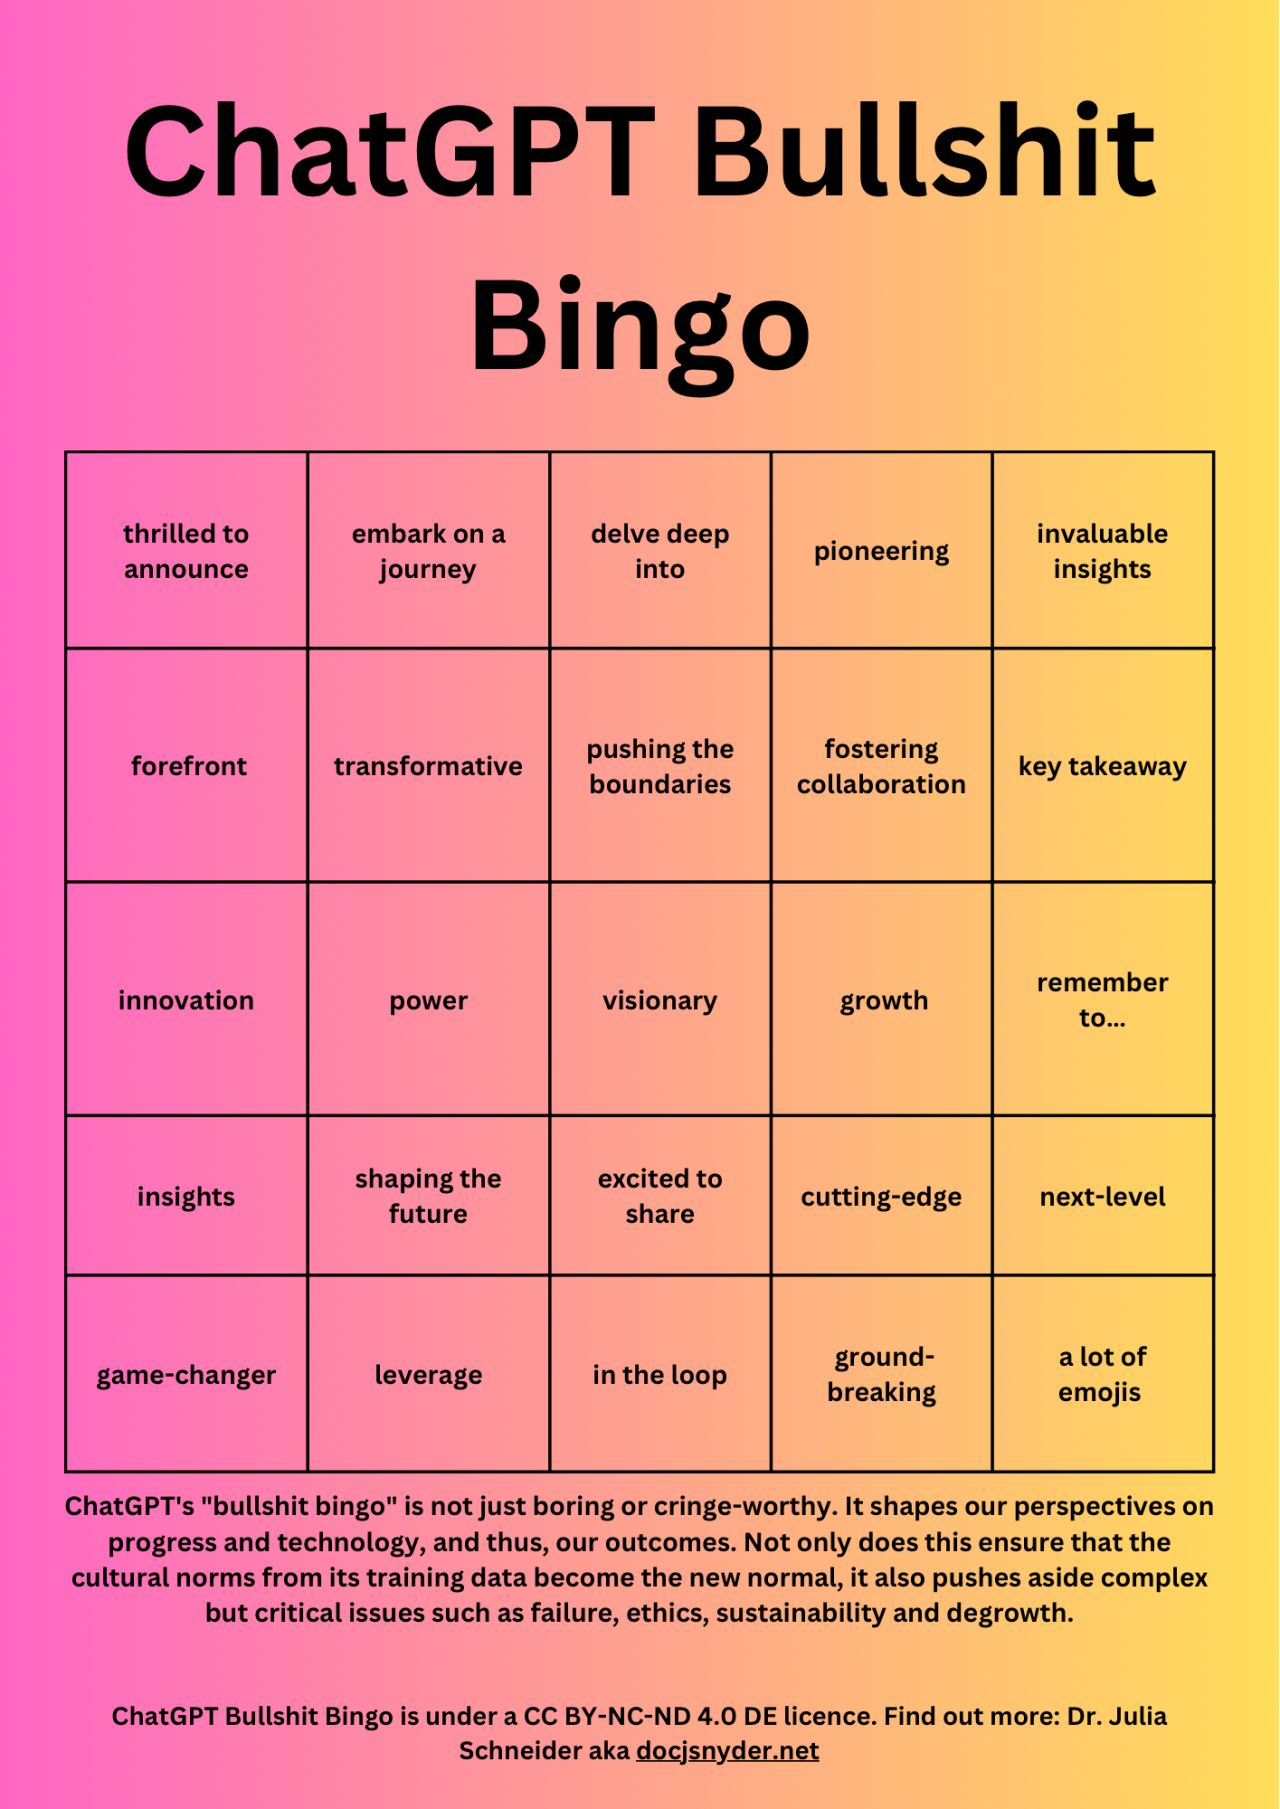 ChatGPT Bullshit
Bingo
thrilled to
announce
embark on a
journey
delve deep
into
pioneering
invaluable
insights
forefront
transformative
pushing the
boundaries
fostering
collaboration
key takeaway
innovation
power
visionary
growth
remember
to...
insights
shaping the
future
excited to
share
cutting-edge
next-level
game-changer
leverage
in the loop
ground-
breaking
a lot of
emojis
ChatGPT's "bullshit bingo" is not just boring or cringe-worthy. It shapes our perspectives on
progress and technology, and thus, our outcomes. Not only does this ensure that the
cultural norms from its training data become the new normal, it also pushes aside complex
but critical issues such as failure, ethics, sustainability and degrowth.
ChatGPT Bullshit Bingo is under a CC BY-NC-ND 4.0 DE licence. Find out more: Dr. Julia
Schneider aka docjsnyder.net